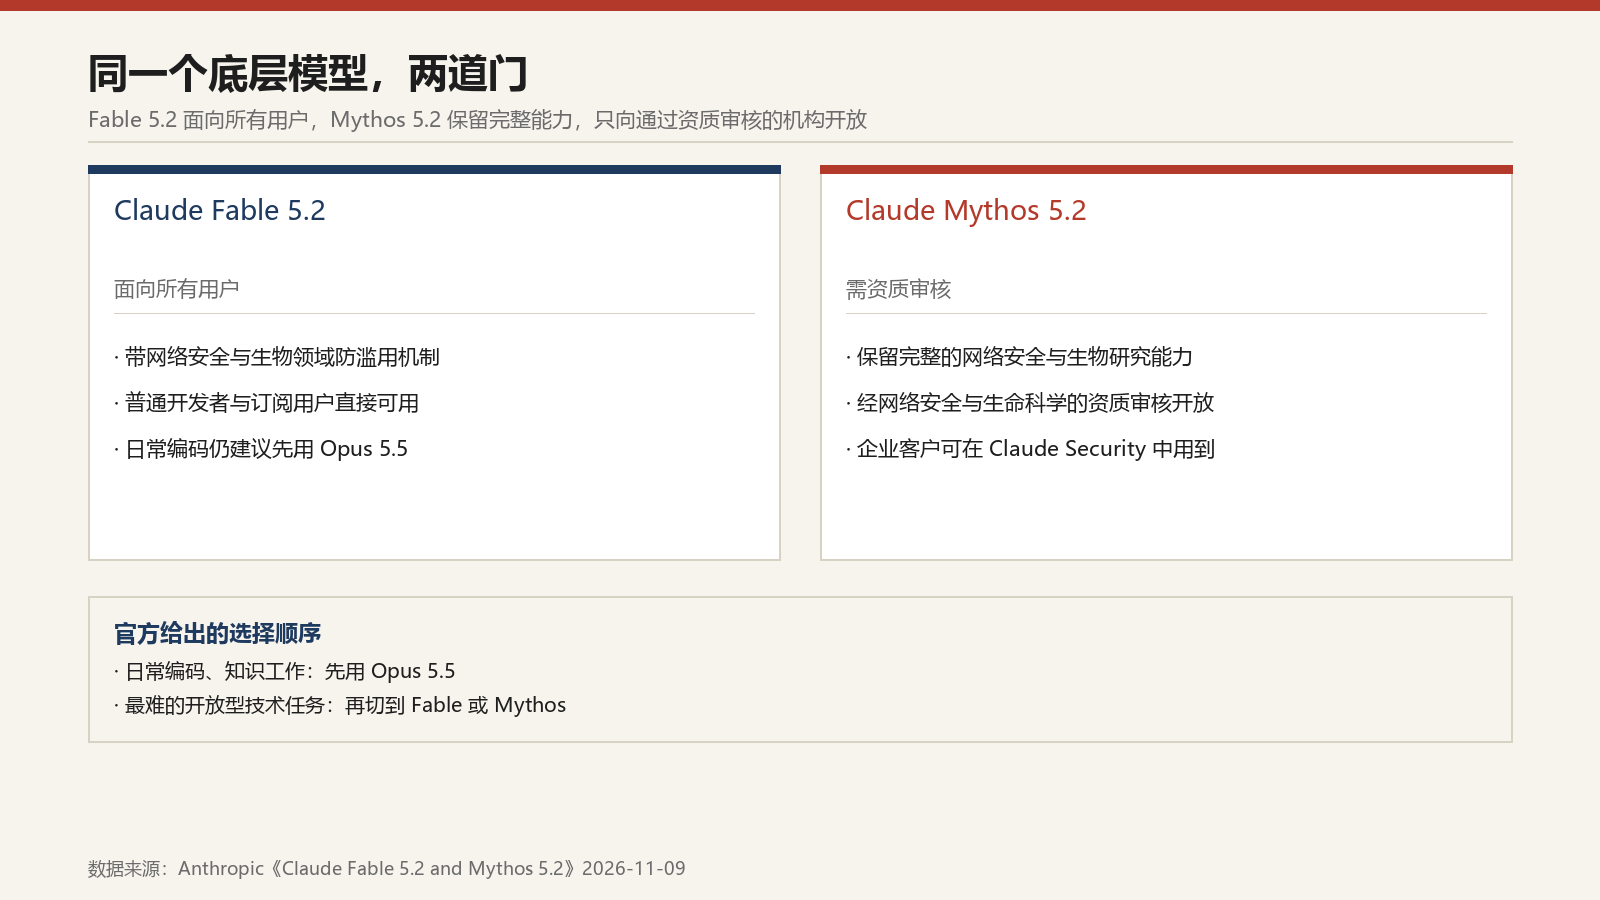 同一个底层模型，两道门
Fable 5.2 面向所有用户，Mythos 5.2 保留完整能力，只向通过资质审核的机构开放
Claude Fable 5.2
面向所有用户
· 带网络安全与生物领域防滥用机制
· 普通开发者与订阅用户直接可用
· 日常编码仍建议先用 Opus 5.5
Claude Mythos 5.2
需资质审核
· 保留完整的网络安全与生物研究能力
· 经网络安全与生命科学的资质审核开放
· 企业客户可在 Claude Security 中用到
官方给出的选择顺序
· 日常编码、知识工作：先用 Opus 5.5
· 最难的开放型技术任务：再切到 Fable 或 Mythos
数据来源：Anthropic《Claude Fable 5.2 and Mythos 5.2》2026-11-09